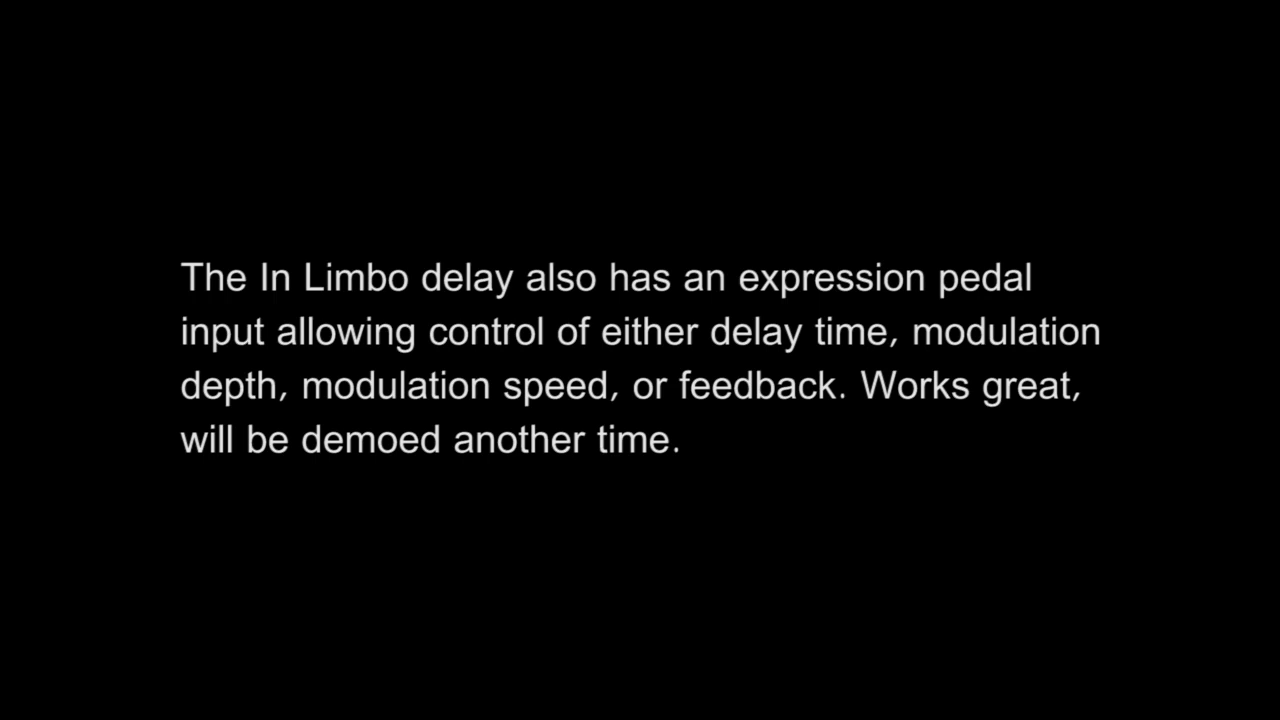 The In Limbo delay also has an expression pedal
input allowing control of either delay time, modulation
depth, modulation speed, or feedback. Works great,
will be demoed another time.